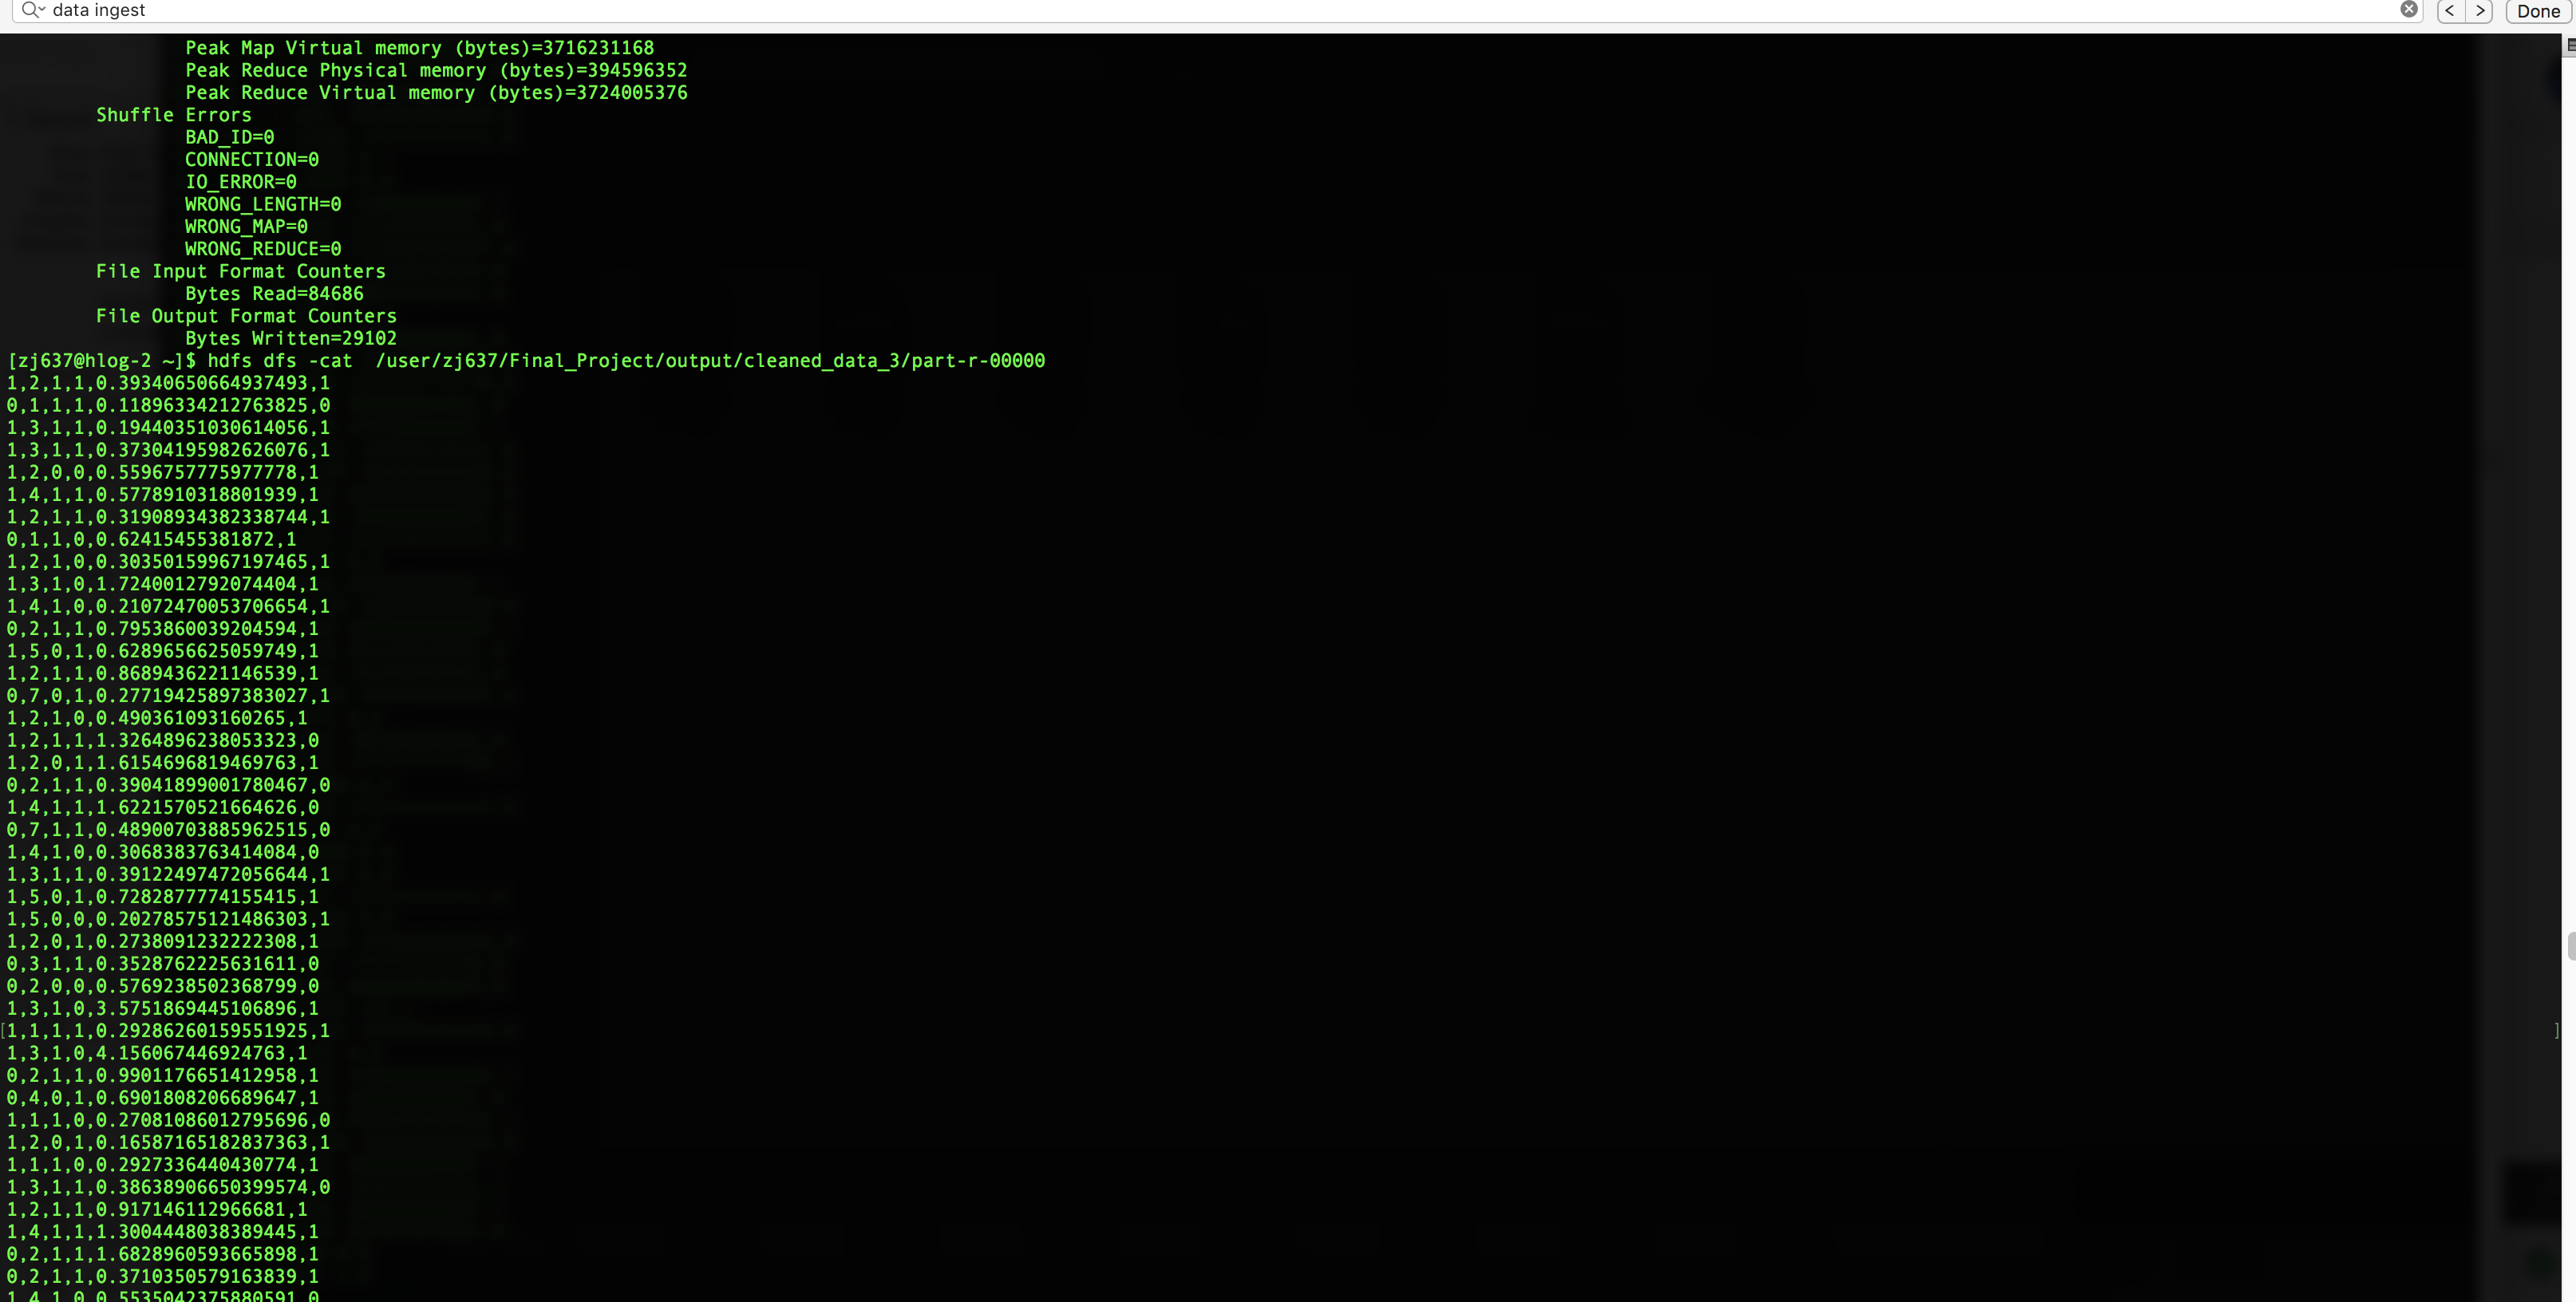 data ingest
< > Done
Peak Map Virtual memory (bytes)=3716231168
Peak Reduce Physical memory (bytes)=394596352
Peak Reduce Virtual memory (bytes)=3724005376
Shuffle Errors
BAD_ID=0
CONNECTION=0
IO_ERROR=0
WRONG_LENGTH=0
WRONG_MAP=0
WRONG_REDUCE=0
File Input Format Counters
Bytes Read=84686
File Output Format Counters
Bytes Written=29102
[zj637@hlog-2 ~]$ hdfs dfs -cat  /user/zj637/Final_Project/output/cleaned_data_3/part-r-00000
1,2,1,1,0.39340650664937493,1
0,1,1,1,0.11896334212763825,0
1,3,1,1,0.19440351030614056,1
1,3,1,1,0.37304195982626076,1
1,2,0,0,0.5596757775977778,1
1,4,1,1,0.5778910318801939,1
1,2,1,1,0.31908934382338744,1
0,1,1,0,0.62415455381872,1
1,2,1,0,0.30350159967197465,1
1,3,1,0,1.7240012792074404,1
1,4,1,0,0.21072470053706654,1
0,2,1,1,0.7953860039204594,1
1,5,0,1,0.6289656625059749,1
1,2,1,1,0.8689436221146539,1
0,7,0,1,0.27719425897383027,1
1,2,1,0,0.490361093160265,1
1,2,1,1,1.3264896238053323,0
1,2,0,1,1.6154696819469763,1
0,2,1,1,0.39041899001780467,0
1,4,1,1,1.6221570521664626,0
0,7,1,1,0.48900703885962515,0
1,4,1,0,0.3068383763414084,0
1,3,1,1,0.39122497472056644,1
1,5,0,1,0.7282877774155415,1
1,5,0,0,0.20278575121486303,1
1,2,0,1,0.2738091232222308,1
0,3,1,1,0.3528762225631611,0
0,2,0,0,0.5769238502368799,0
1,3,1,0,3.5751869445106896,1
[1,1,1,1,0.29286260159551925,1 ]
1,3,1,0,4.156067446924763,1
0,2,1,1,0.9901176651412958,1
0,4,0,1,0.6901808206689647,1
1,1,1,0,0.27081086012795696,0
1,2,0,1,0.16587165182837363,1
1,1,1,0,0.2927336440430774,1
1,3,1,1,0.38638906650399574,0
1,2,1,1,0.917146112966681,1
1,4,1,1,1.3004448038389445,1
0,2,1,1,1.6828960593665898,1
0,2,1,1,0.3710350579163839,1
1,4,1,0,0.5535042375880591,0